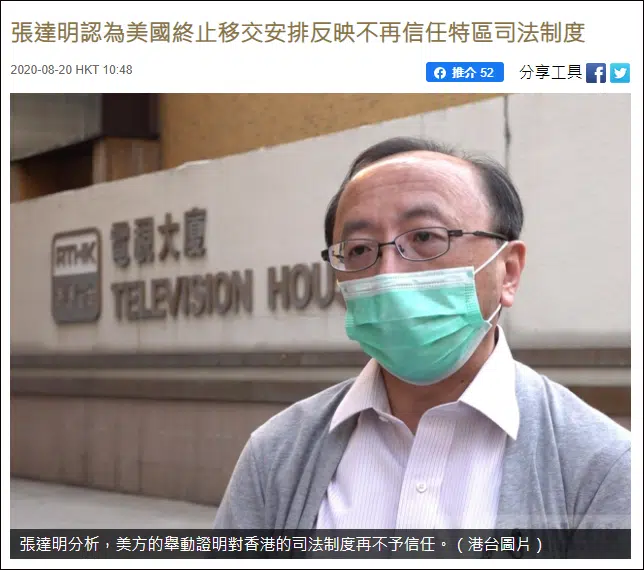 張達明認為美國終止移交安排反映不再信任特區司法制度
2020-08-20 HKT 10:48
推介 52
分享工具
RTHK
電視大廈
TELEVISION HOU
張達明分析，美方的舉動證明對香港的司法制度再不予信任。（港台圖片）